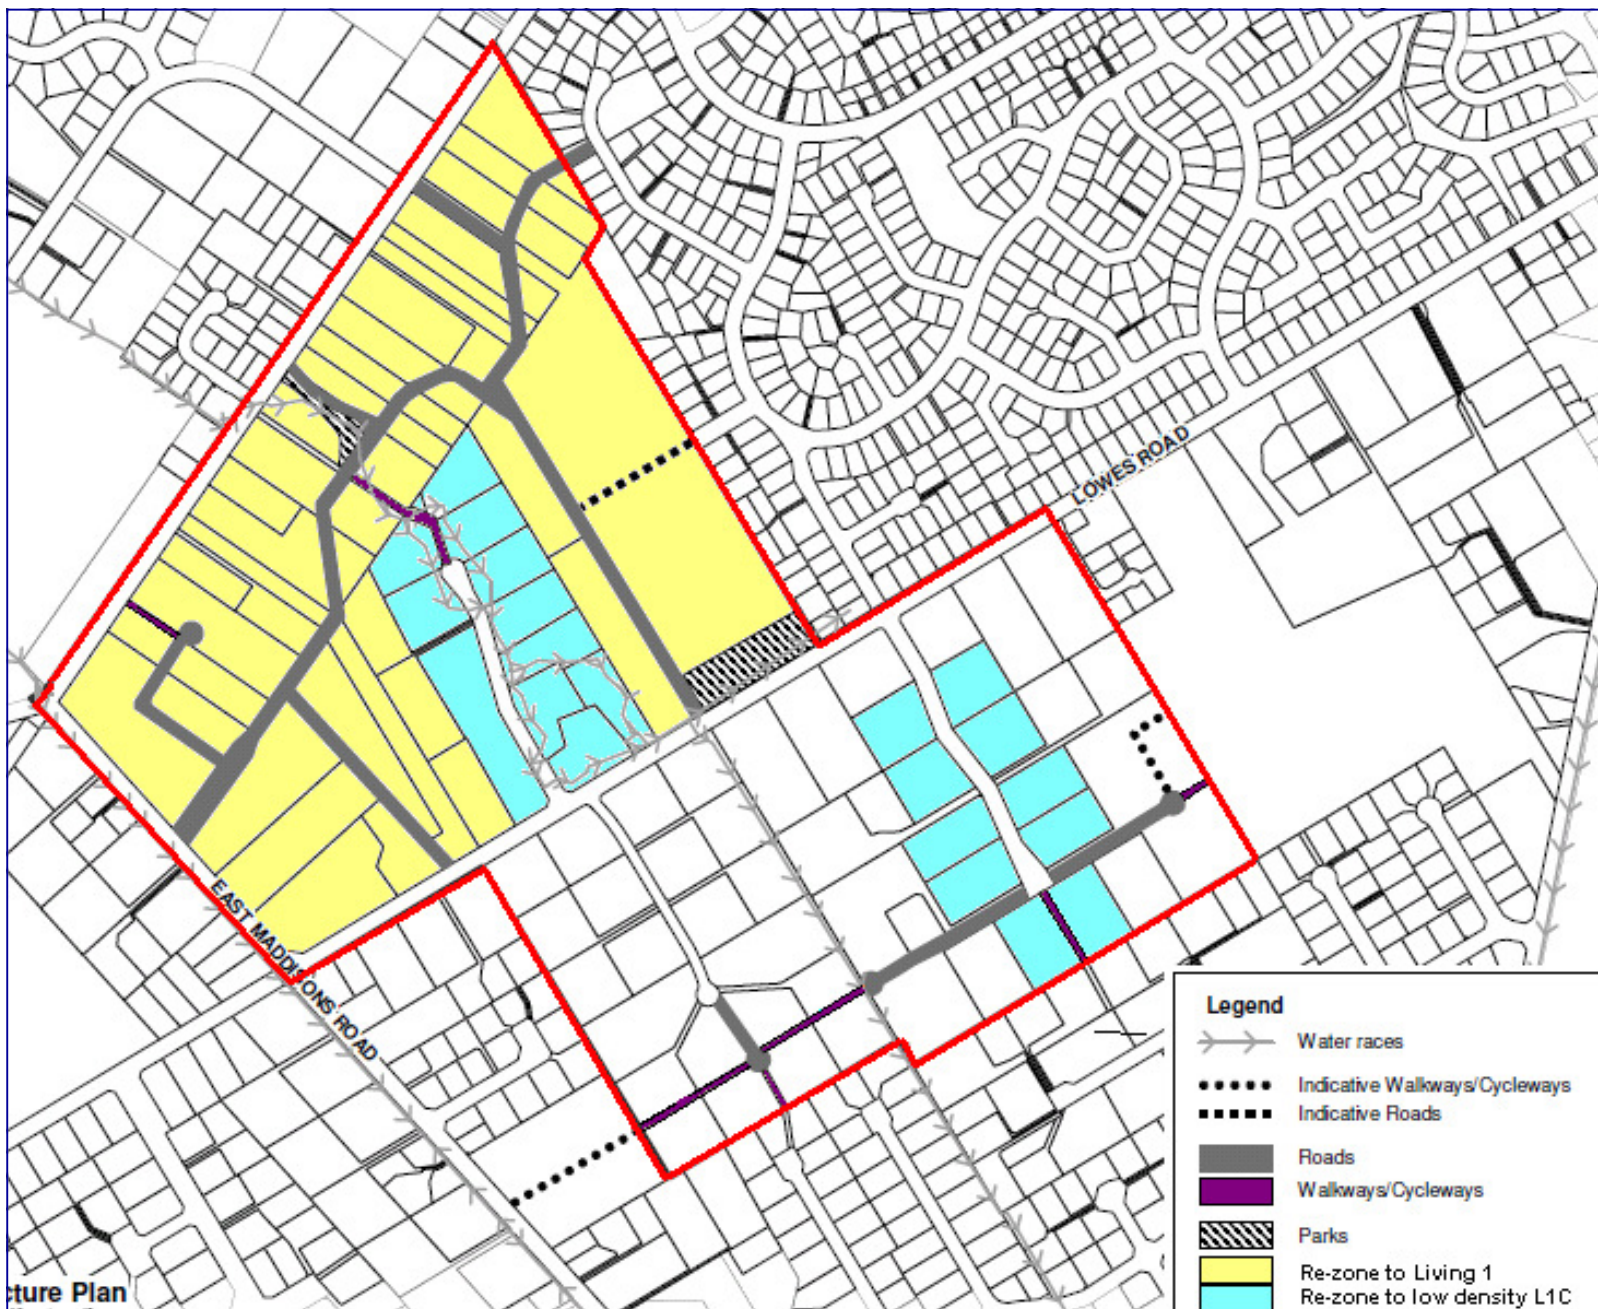 LOWES ROAD
EAST MADDISONS ROAD
Legend
Water races
Indicative Walkways/Cycleways
Indicative Roads
Roads
Walkways/Cycleways
Parks
Re-zone to Living 1
Re-zone to low density L1C
cture Plan